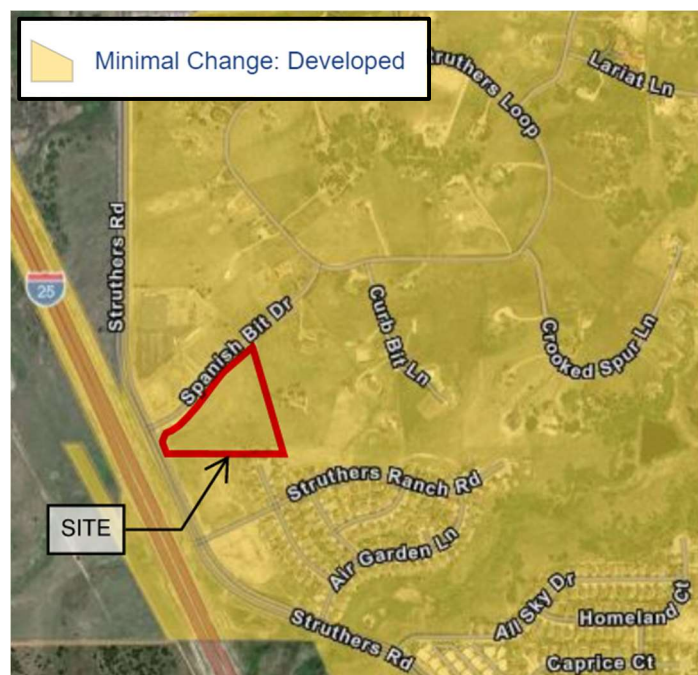 Minimal Change: Developed
Struthers Loop
Lariat Ln
Struthers Rd
25
Spanish Bit Dr
Curb Bit Ln
Crooked Spur Ln
SITE
Struthers Ranch Rd
Air Garden Ln
All Sky Dr
Homeland Ct
Struthers Rd
Caprice Ct